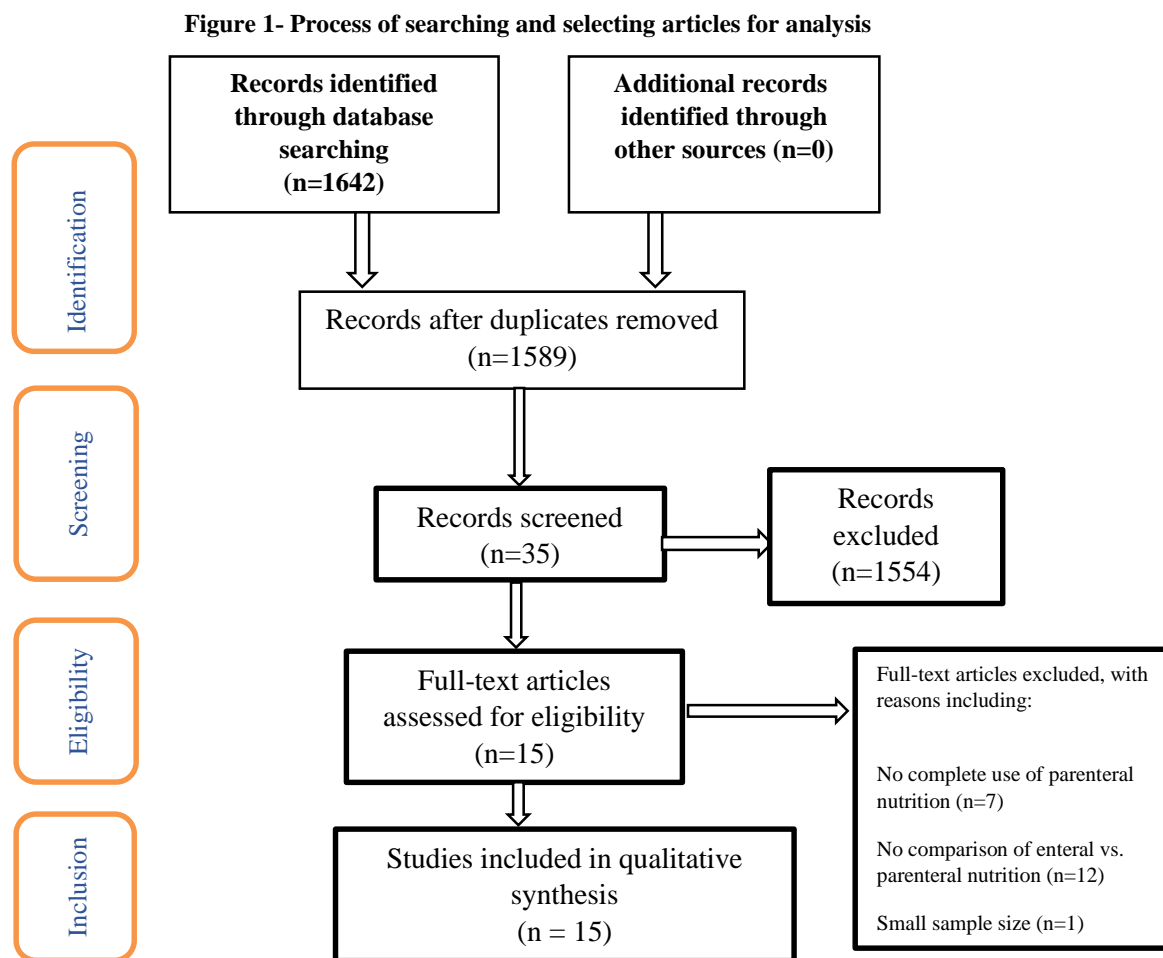 Figure 1- Process of searching and selecting articles for analysis
Records identified
through database
searching
(n=1642)
Additional records
identified through
other sources (n=0)
Identification
Records after duplicates removed
(n=1589)
Screening
Records screened
(n=35)
Records
excluded
(n=1554)
Eligibility
Full-text articles
assessed for eligibility
(n=15)
Full-text articles excluded, with
reasons including:
No complete use of parenteral
nutrition (n=7)
No comparison of enteral vs.
parenteral nutrition (n=12)
Small sample size (n=1)
Inclusion
Studies included in qualitative
synthesis
(n = 15)